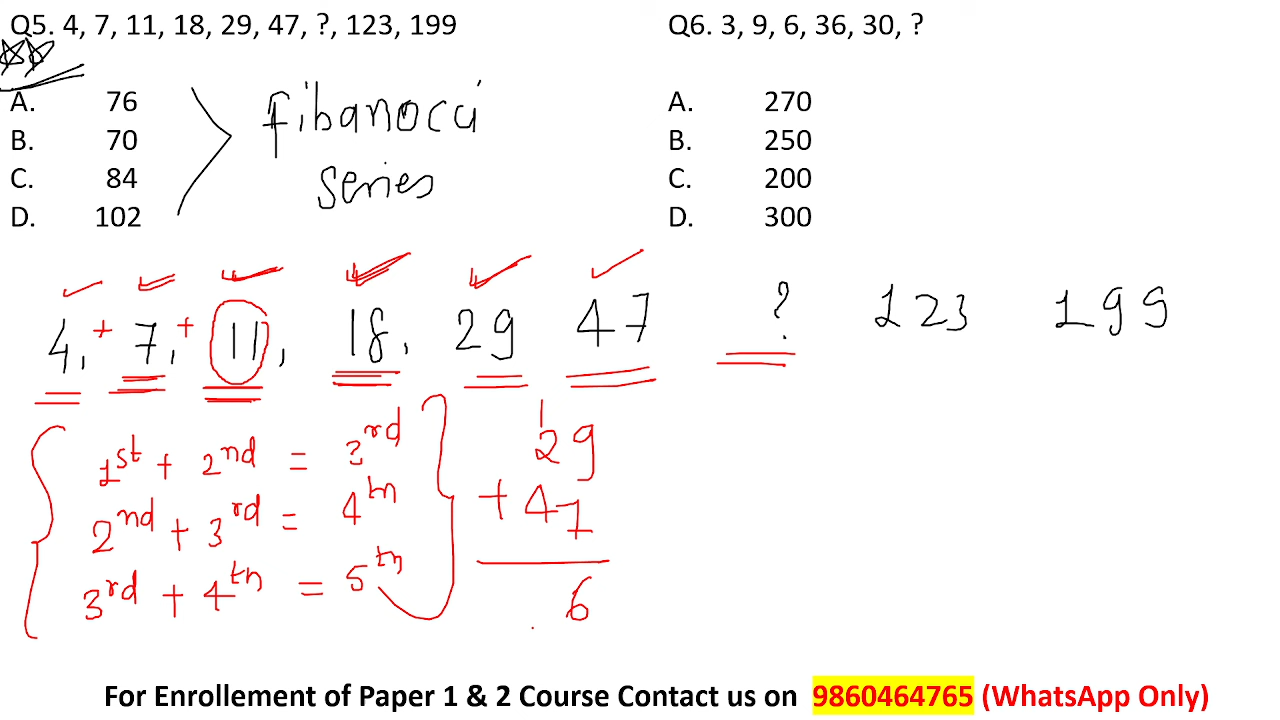 Q5. 4, 7, 11, 18, 29, 47, ?, 123, 199
A. 76
B. 70
C. 84
D. 102
fibanocci
series
Q6. 3, 9, 6, 36, 30, ?
A. 270
B. 250
C. 200
D. 300
4, + 7, + 11, 18, 29 47 ? 123 199
1st + 2nd = 3rd
2nd + 3rd = 4th
3rd + 4th = 5th
1
29
+ 47
6
For Enrollement of Paper 1 & 2 Course Contact us on 9860464765 (WhatsApp Only)